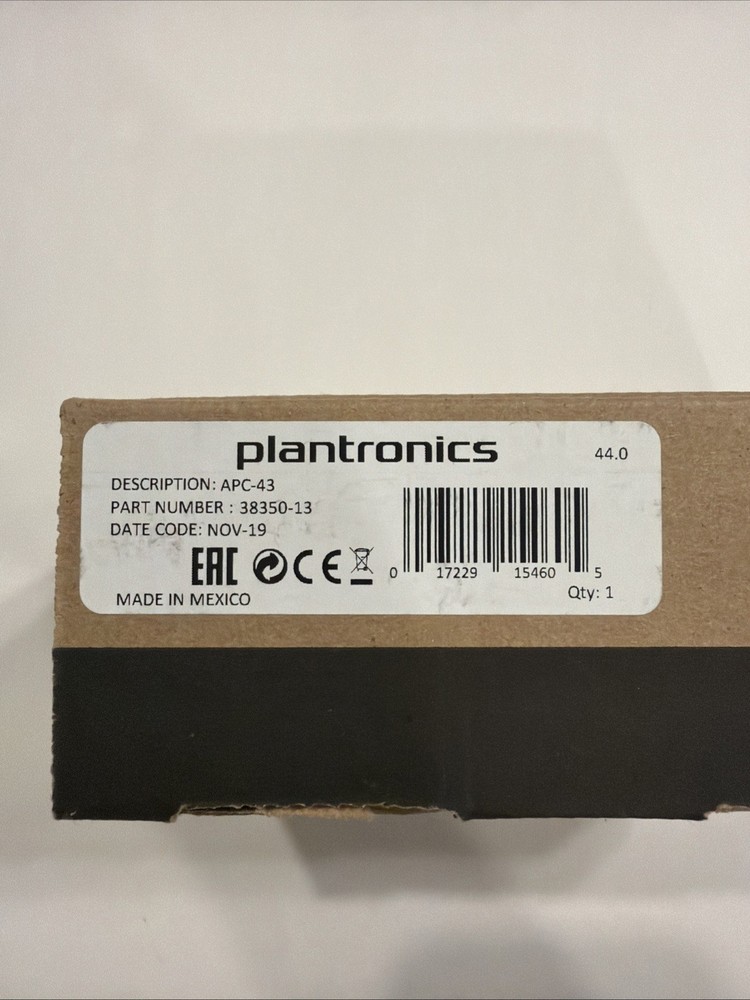 plantronics
44.0
DESCRIPTION: APC-43
PART NUMBER : 38350-13
DATE CODE: NOV-19
EAC CE
0 17229 15460 5
MADE IN MEXICO
Qty: 1